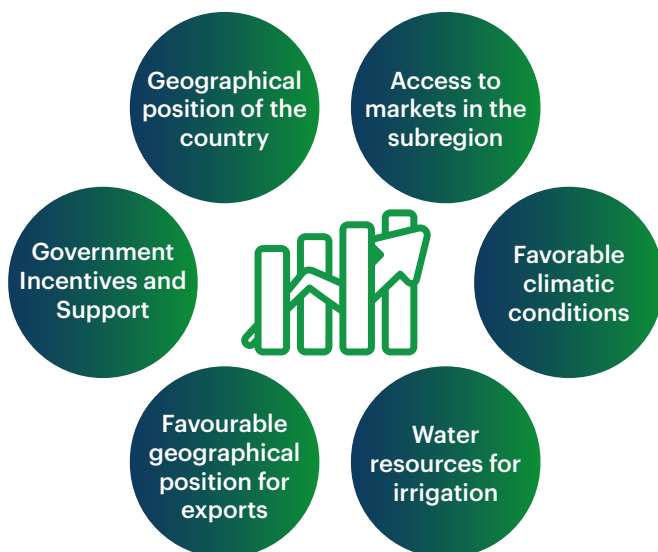 Geographical
position of the
country
Access to
markets in the
subregion
Government
Incentives and
Support
Favorable
climatic
conditions
Favourable
geographical
position for
exports
Water
resources for
irrigation